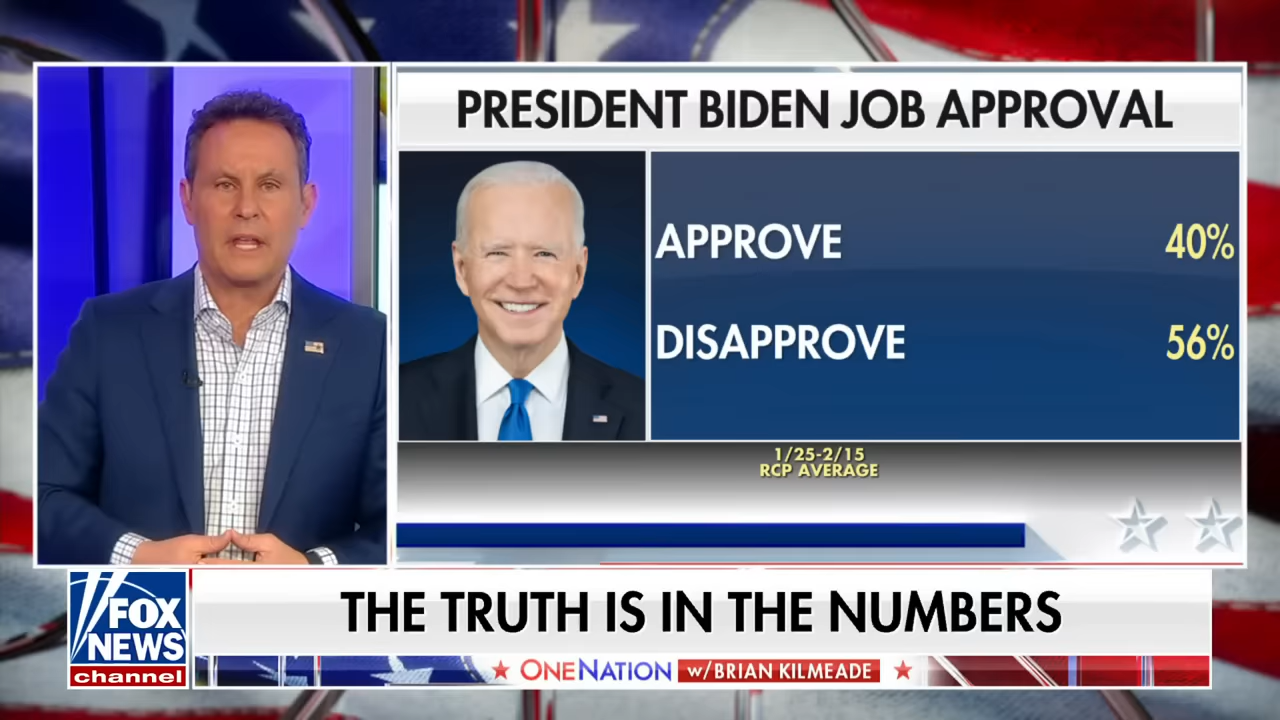 PRESIDENT BIDEN JOB APPROVAL
APPROVE 40%
DISAPPROVE 56%
1/25-2/15
RCP AVERAGE
THE TRUTH IS IN THE NUMBERS
FOX
NEWS
channel
ONENATION w/BRIAN KILMEADE